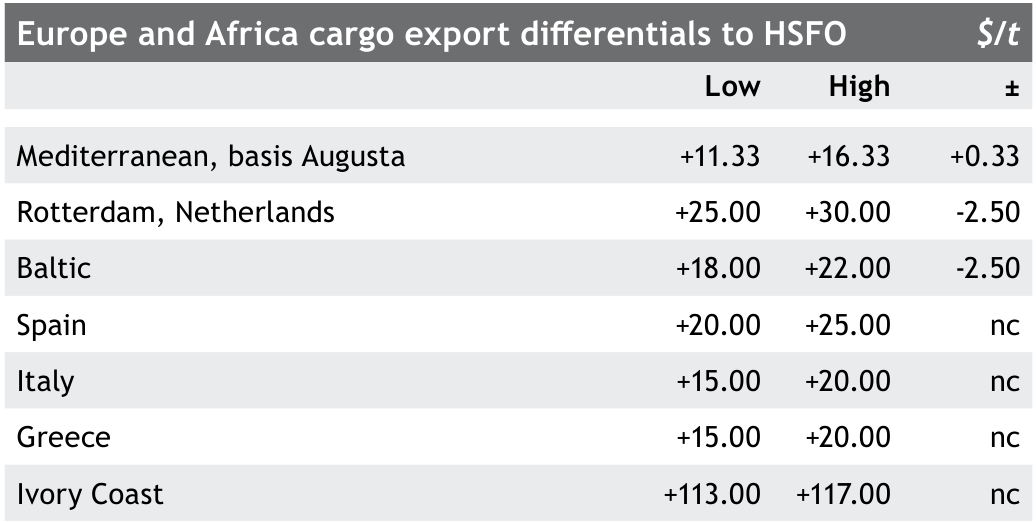 Europe and Africa cargo export differentials to HSFO $/t
Low High ±
Mediterranean, basis Augusta +11.33 +16.33 +0.33
Rotterdam, Netherlands +25.00 +30.00 -2.50
Baltic +18.00 +22.00 -2.50
Spain +20.00 +25.00 nc
Italy +15.00 +20.00 nc
Greece +15.00 +20.00 nc
Ivory Coast +113.00 +117.00 nc